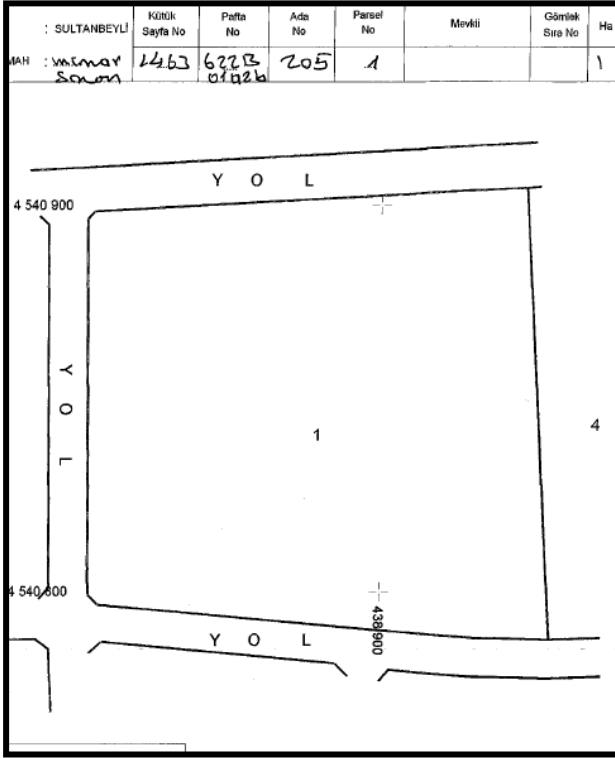 : SULTANBEYLİ
Kütük Sayfa No
Pafta No
Ada No
Parsel No
Mevkii
Gömlek Sıra No
Ha
MAH : mimar sinan
1463
622B 01b2b
205
1
1
Y O L
4 540 900
Y O L
1
4
4 540 800
438900
Y O L